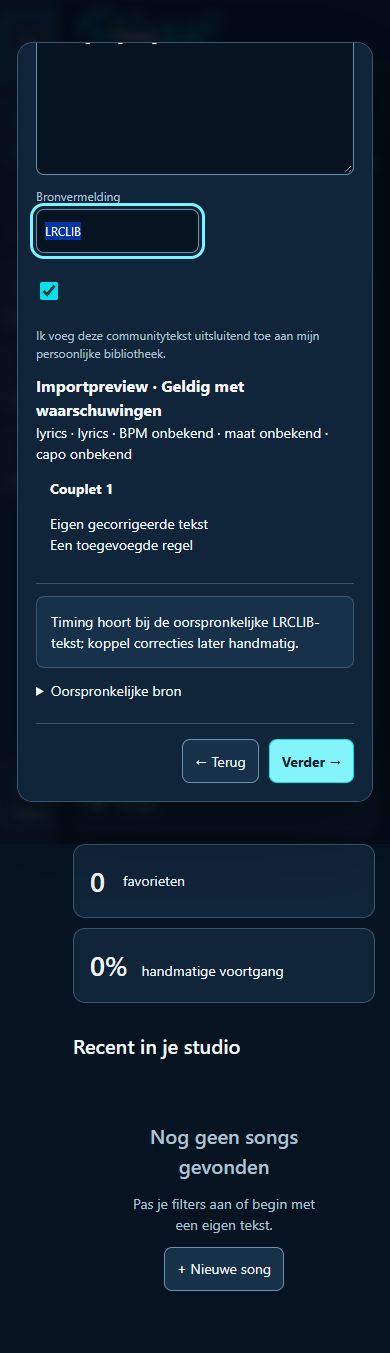 Bronvermelding
LRCLIB
Ik voeg deze communitytekst uitsluitend toe aan mijn
persoonlijke bibliotheek.
Importpreview · Geldig met
waarschuwingen
lyrics · lyrics · BPM onbekend · maat onbekend ·
capo onbekend
Couplet 1
Eigen gecorrigeerde tekst
Een toegevoegde regel
Timing hoort bij de oorspronkelijke LRCLIB-
tekst; koppel correcties later handmatig.
▶ Oorspronkelijke bron
← Terug
Verder →
0 favorieten
0% handmatige voortgang
Recent in je studio
Nog geen songs
gevonden
Pas je filters aan of begin met
een eigen tekst.
+ Nieuwe song